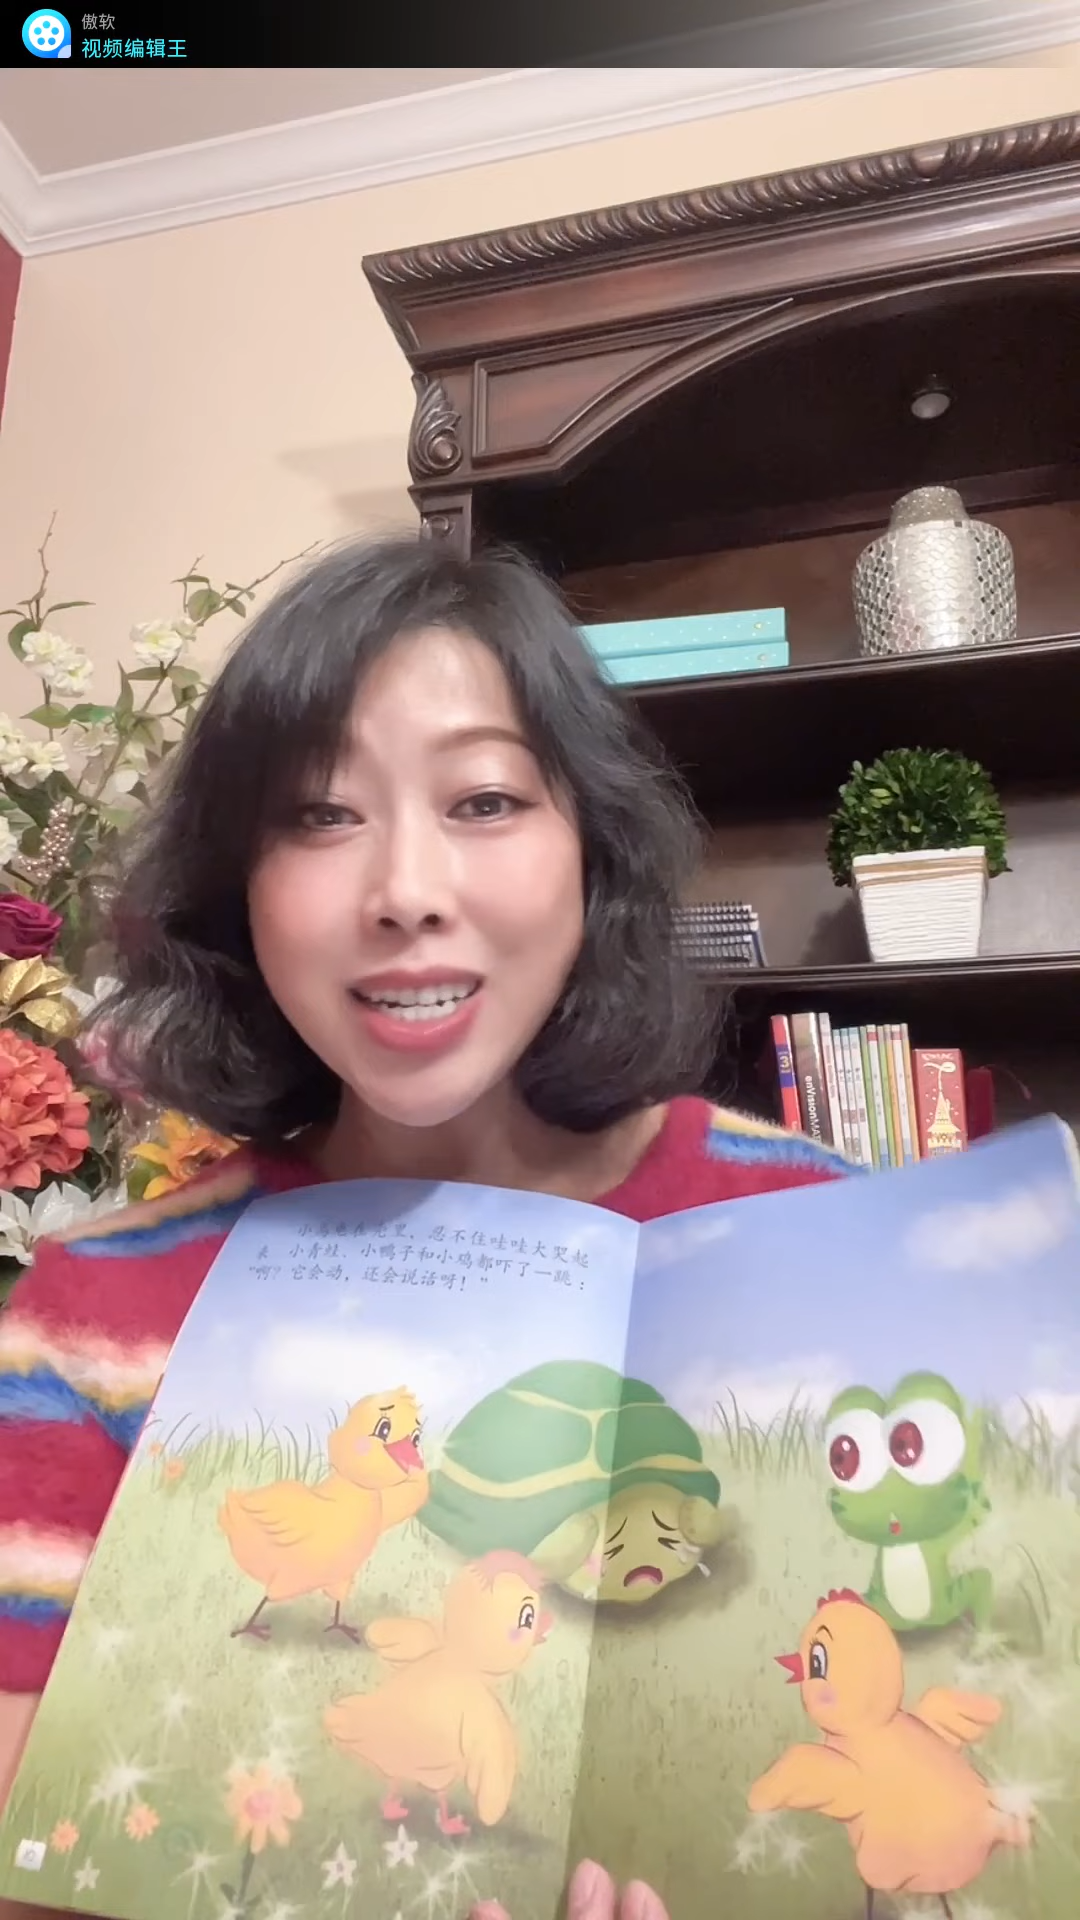 傲软
视频编辑王
小乌龟在壳里，忍不住哇哇大哭起
来。小青蛙、小鸭子和小鸡都吓了一跳：
“啊？它会动，还会说话呀！”
3
enVision